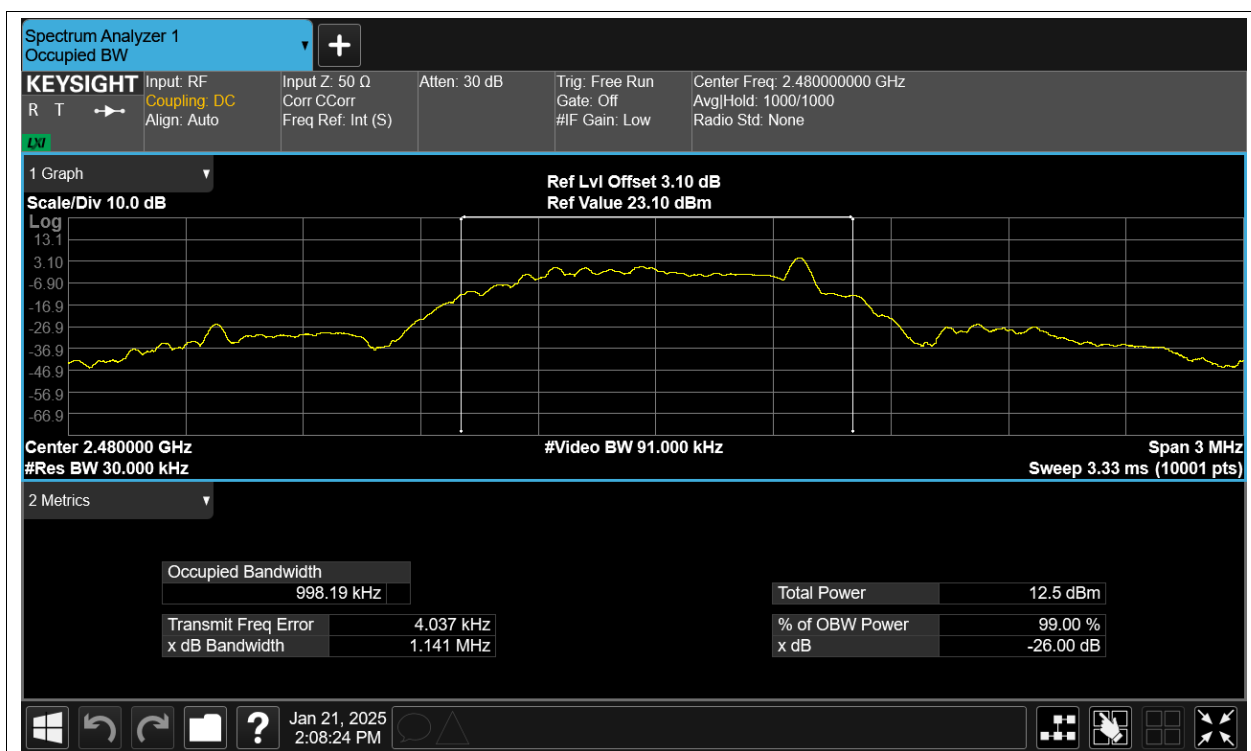 Spectrum Analyzer 1
Occupied BW
KEYSIGHT
R T
LXI
Input: RF
Coupling: DC
Align: Auto
Input Z: 50 Ω
Corr CCorr
Freq Ref: Int (S)
Atten: 30 dB
Trig: Free Run
Gate: Off
#IF Gain: Low
Center Freq: 2.480000000 GHz
Avg|Hold: 1000/1000
Radio Std: None
1 Graph
Scale/Div 10.0 dB
Ref Lvl Offset 3.10 dB
Ref Value 23.10 dBm
Log
13.1
3.10
-6.90
-16.9
-26.9
-36.9
-46.9
-56.9
-66.9
Center 2.480000 GHz
#Res BW 30.000 kHz
#Video BW 91.000 kHz
Span 3 MHz
Sweep 3.33 ms (10001 pts)
2 Metrics
Occupied Bandwidth
998.19 kHz
Transmit Freq Error 4.037 kHz
x dB Bandwidth 1.141 MHz
Total Power 12.5 dBm
% of OBW Power 99.00 %
x dB -26.00 dB
?
Jan 21, 2025
2:08:24 PM